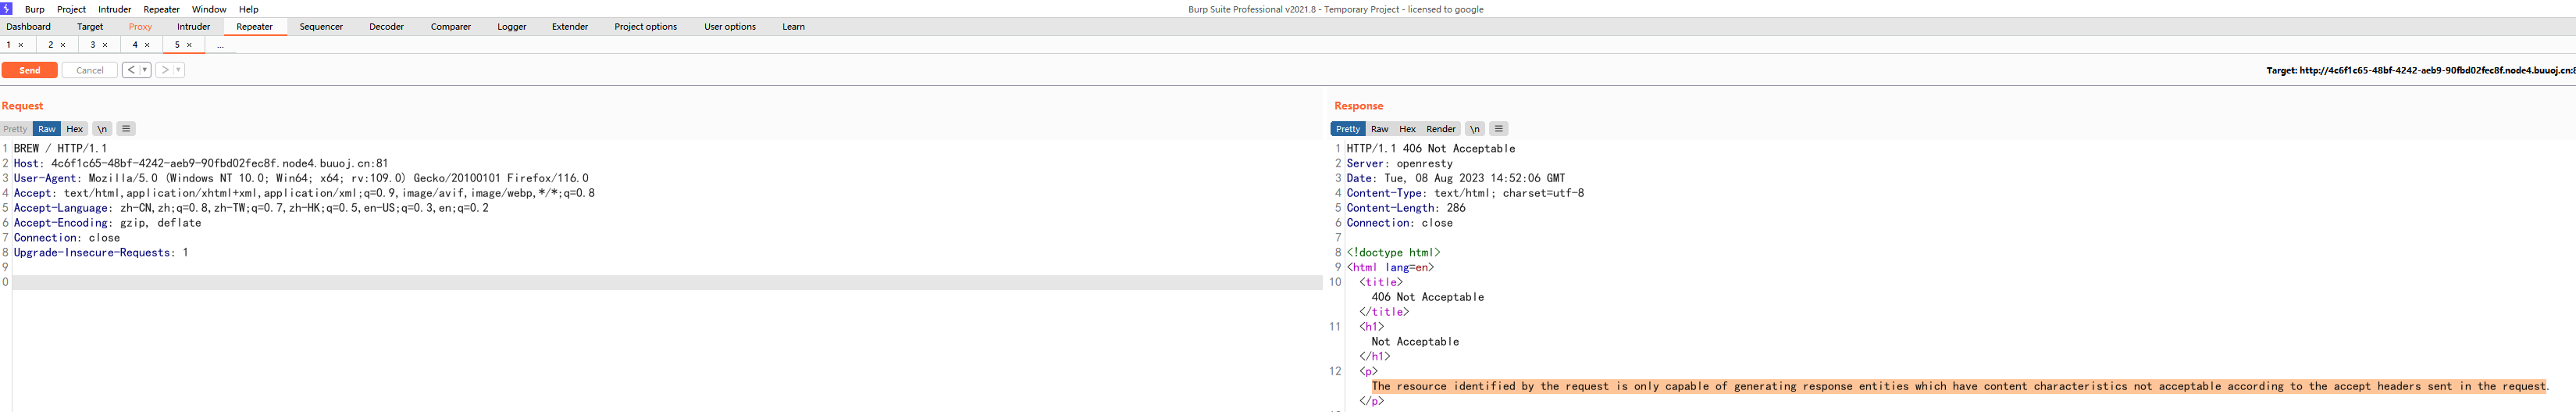 Burp Project Intruder Repeater Window Help
Burp Suite Professional v2021.8 - Temporary Project - licensed to google
Dashboard Target Proxy Intruder Repeater Sequencer Decoder Comparer Logger Extender Project options User options Learn
1 × 2 × 3 × 4 × 5 × ...
Send Cancel < > Target: http://4c6f1c65-48bf-4242-aeb9-90fbd02fec8f.node4.buuoj.cn:8
Request
Pretty Raw Hex \n
1 BREW / HTTP/1.1
2 Host: 4c6f1c65-48bf-4242-aeb9-90fbd02fec8f.node4.buuoj.cn:81
3 User-Agent: Mozilla/5.0 (Windows NT 10.0; Win64; x64; rv:109.0) Gecko/20100101 Firefox/116.0
4 Accept: text/html,application/xhtml+xml,application/xml;q=0.9,image/avif,image/webp,*/*;q=0.8
5 Accept-Language: zh-CN,zh;q=0.8,zh-TW;q=0.7,zh-HK;q=0.5,en-US;q=0.3,en;q=0.2
6 Accept-Encoding: gzip, deflate
7 Connection: close
8 Upgrade-Insecure-Requests: 1
9
0
Response
Pretty Raw Hex Render \n
1 HTTP/1.1 406 Not Acceptable
2 Server: openresty
3 Date: Tue, 08 Aug 2023 14:52:06 GMT
4 Content-Type: text/html; charset=utf-8
5 Content-Length: 286
6 Connection: close
7
8 <!doctype html>
9 <html lang=en>
10 <title>
406 Not Acceptable
</title>
11 <h1>
Not Acceptable
</h1>
12 <p>
The resource identified by the request is only capable of generating response entities which have content characteristics not acceptable according to the accept headers sent in the request.
</p>